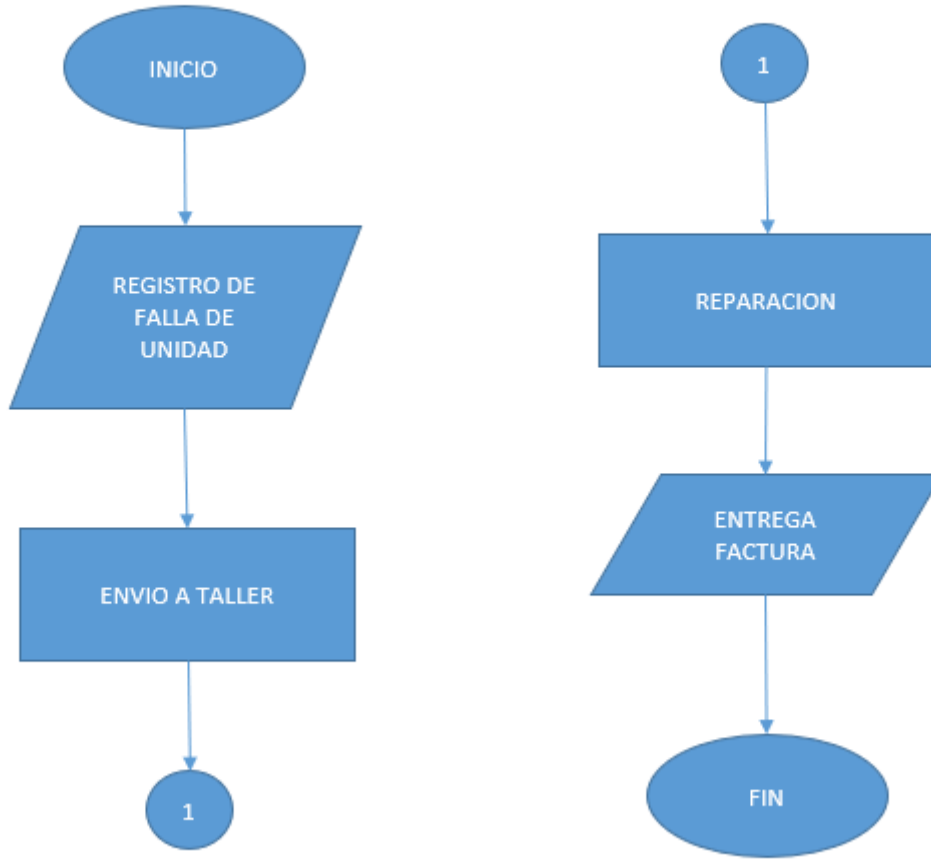 INICIO
REGISTRO DE
FALLA DE
UNIDAD
ENVIO A TALLER
1
1
REPARACION
ENTREGA
FACTURA
FIN